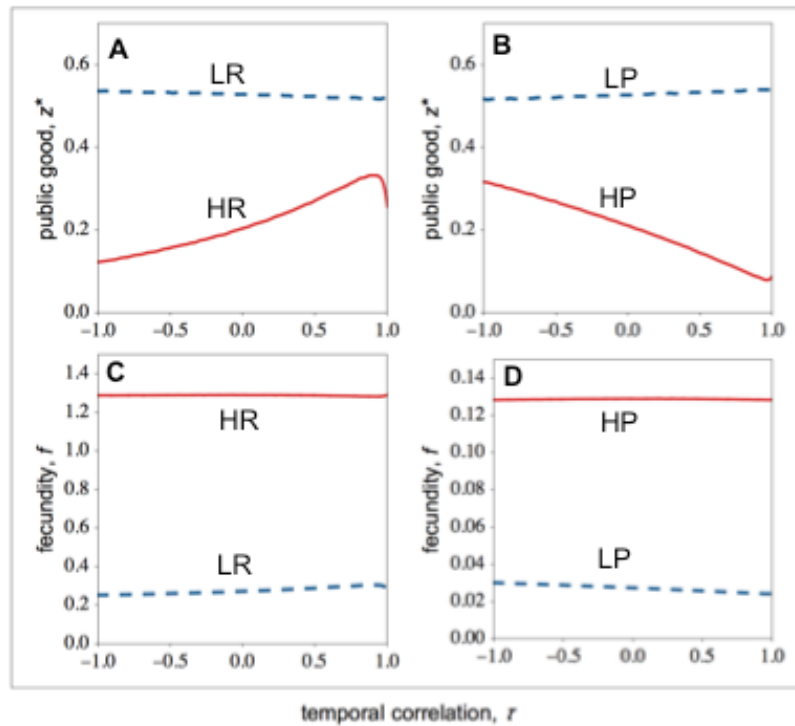 A
LR
HR
public good, z*
0.6
0.4
0.2
0.0
−1.0 −0.5 0.0 0.5 1.0
B
LP
HP
public good, z*
0.6
0.4
0.2
0.0
−1.0 −0.5 0.0 0.5 1.0
C
HR
LR
fecundity, f
1.4
1.2
1.0
0.8
0.6
0.4
0.2
0.0
−1.0 −0.5 0.0 0.5 1.0
D
HP
LP
fecundity, f
0.14
0.12
0.10
0.08
0.06
0.04
0.02
0.00
−1.0 −0.5 0.0 0.5 1.0
temporal correlation, r